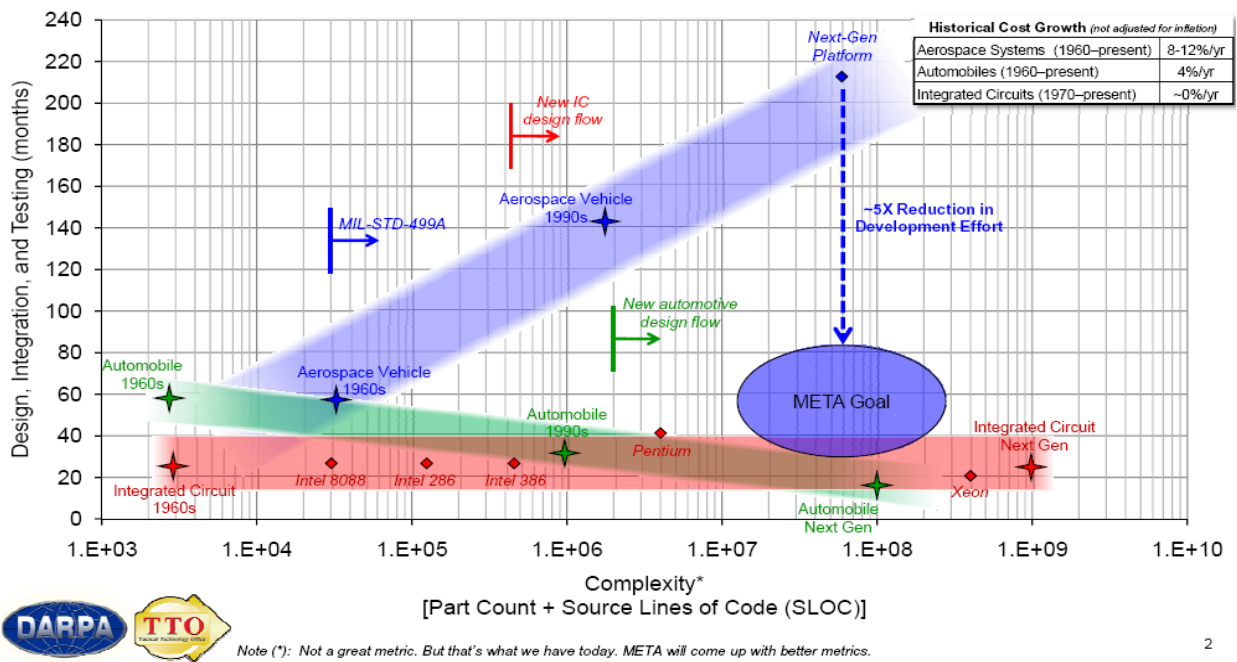 Historical Cost Growth (not adjusted for inflation)
Aerospace Systems (1960–present) 8-12%/yr
Automobiles (1960–present) 4%/yr
Integrated Circuits (1970–present) ~0%/yr
Design, Integration, and Testing (months)
240
220
200
180
160
140
120
100
80
60
40
20
0
Next-Gen
Platform
New IC
design flow
Aerospace Vehicle
1990s
MIL-STD-499A
~5X Reduction in
Development Effort
New automotive
design flow
Automobile
1960s
Aerospace Vehicle
1960s
META Goal
Automobile
1990s
Integrated Circuit
Next Gen
Pentium
Integrated Circuit
1960s
Intel 8088
Intel 286
Intel 386
Xeon
Automobile
Next Gen
1.E+03 1.E+04 1.E+05 1.E+06 1.E+07 1.E+08 1.E+09 1.E+10
Complexity*
[Part Count + Source Lines of Code (SLOC)]
DARPA
TTO
Tactical Technology Office
Note (*): Not a great metric. But that's what we have today. META will come up with better metrics.
2